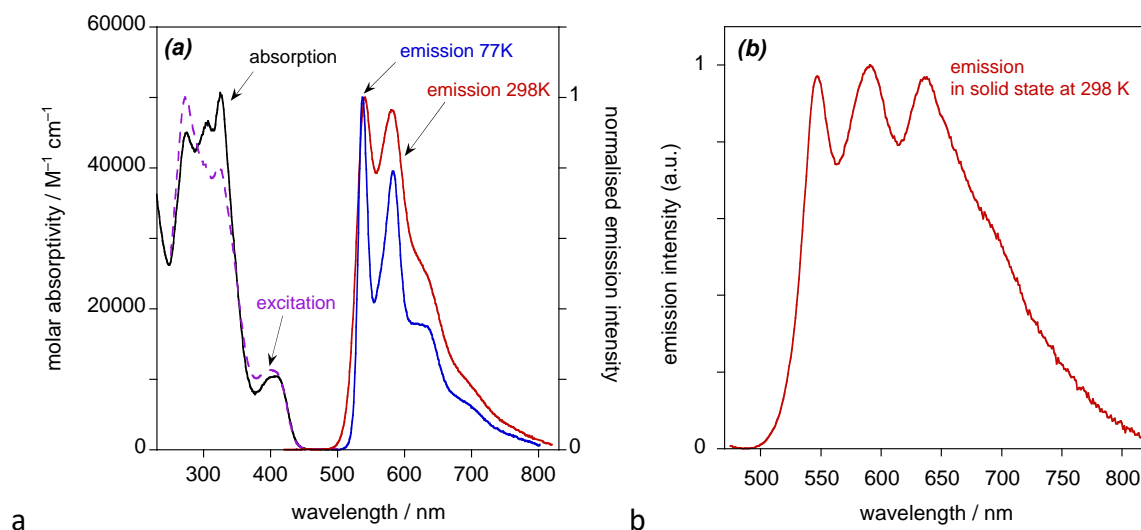 60000
(a)
absorption
emission 77K
emission 298K
1
40000
excitation
20000
molar absorptivity / M⁻¹ cm⁻¹
normalised emission intensity
0
0
300
400
500
600
700
800
wavelength / nm
a
(b)
1
emission
in solid state at 298 K
emission intensity (a.u.)
0
500
550
600
650
700
750
800
wavelength / nm
b